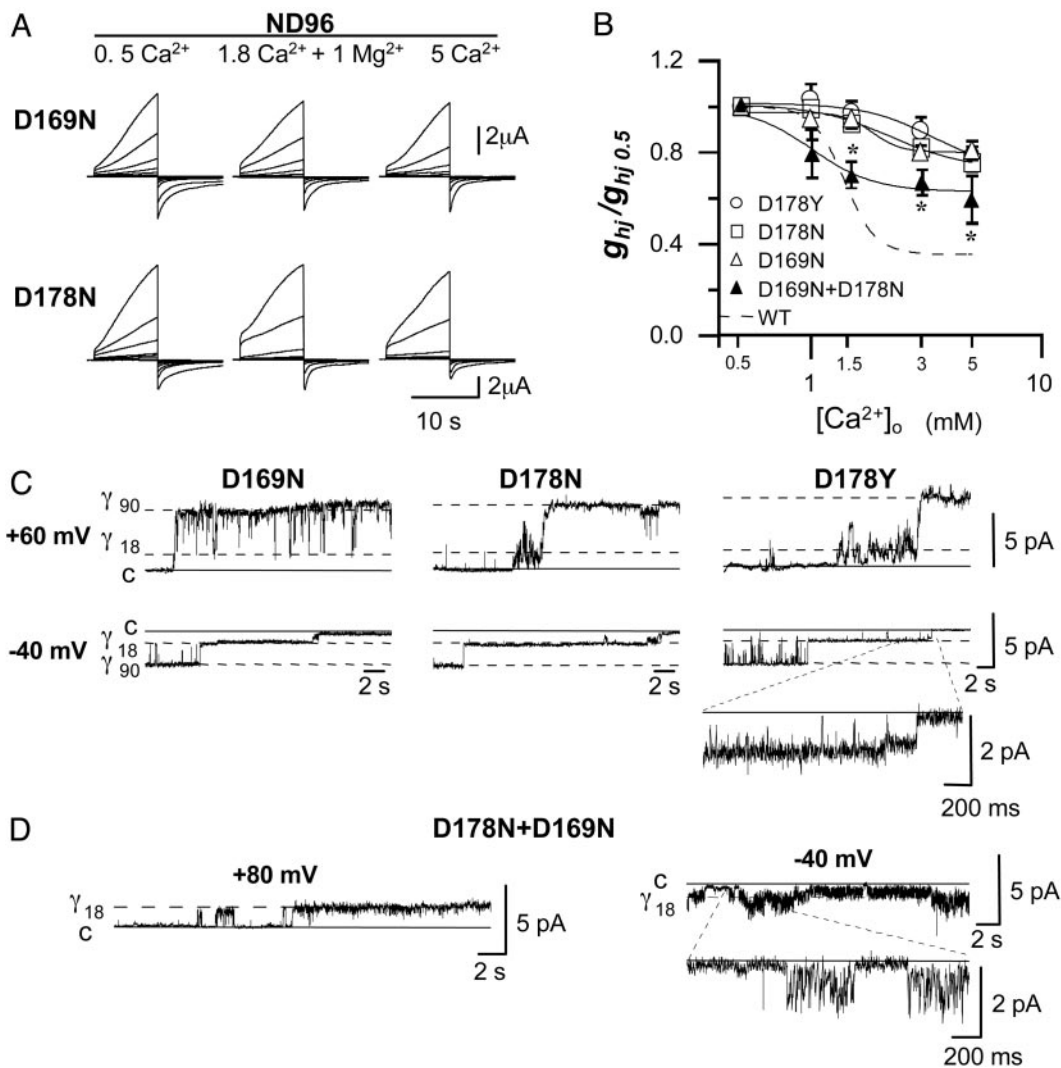 A
ND96
0. 5 Ca²⁺ 1.8 Ca²⁺ + 1 Mg²⁺ 5 Ca²⁺
D169N
2μA
D178N
2μA
10 s
B
g_hj/g_hj 0.5
1.2
0.8
0.4
0.0
*
*
*
D178Y
D178N
D169N
D169N+D178N
WT
0.5 1 1.5 3 5 10
[Ca²⁺]ₒ (mM)
C
D169N D178N D178Y
+60 mV
γ 90
γ 18
C
5 pA
-40 mV
C
γ 18
γ 90
2 s
2 s
5 pA
2 s
2 pA
200 ms
D
D178N+D169N
+80 mV
γ 18
C
5 pA
2 s
-40 mV
C
γ 18
5 pA
2 s
2 pA
200 ms